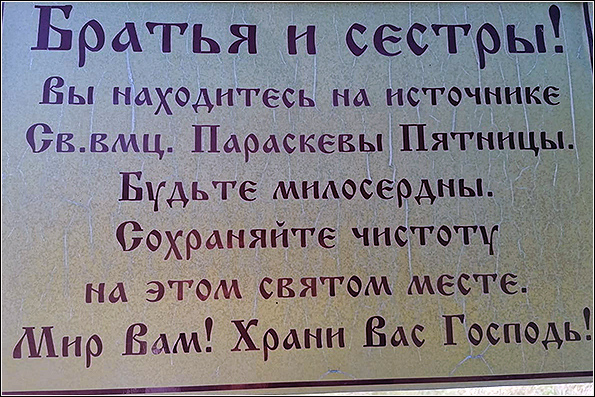 Братья и сестры!
Вы находитесь на источнике
Св.вмц. Параскевы Пятницы.
Будьте милосердны.
Сохраняйте чистоту
на этом святом месте.
Мир Вам! Храни Вас Господь!